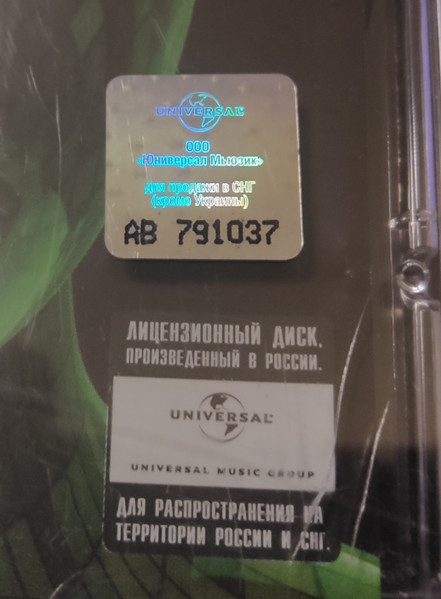 UNIVERSAL
ООО
«Юниверсал Мьюзик»
для продажи в СНГ
(кроме Украины)
АВ 791037
ЛИЦЕНЗИОННЫЙ ДИСК.
ПРОИЗВЕДЕННЫЙ В РОССИИ.
UNIVERSAL
UNIVERSAL MUSIC GROUP
ДЛЯ РАСПРОСТРАНЕНИЯ НА
ТЕРРИТОРИИ РОССИИ И СНГ.